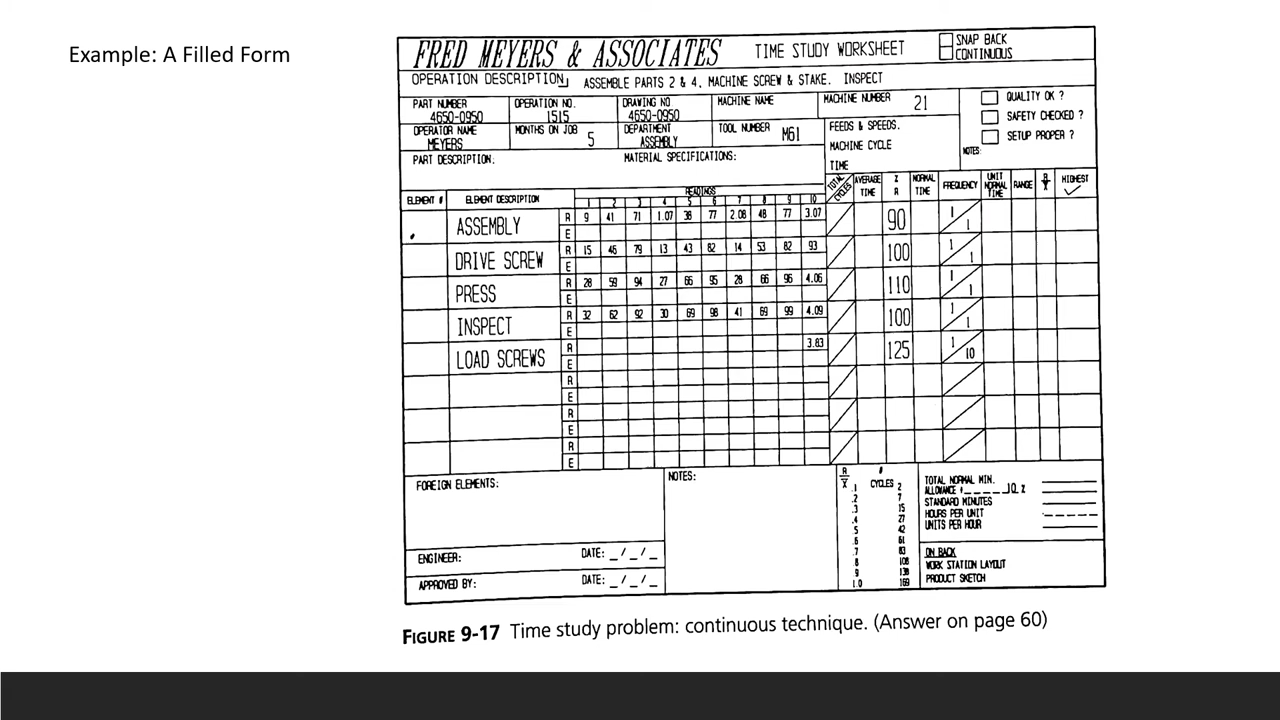 Example: A Filled Form
FRED MEYERS & ASSOCIATES TIME STUDY WORKSHEET SNAP BACK
CONTINUOUS
OPERATION DESCRIPTION ASSEMBLE PARTS 2 & 4, MACHINE SCREW & STAKE. INSPECT
PART NUMBER OPERATION NO. DRAWING NO. MACHINE NAME MACHINE NUMBER 21 QUALITY OK ?
4650-0950 1515 4650-0950 SAFETY CHECKED ?
OPERATOR NAME MONTHS ON JOB 5 DEPARTMENT TOOL NUMBER M61 FEEDS & SPEEDS. SETUP PROPER ?
MEYERS ASSEMBLY MACHINE CYCLE NOTES:
PART DESCRIPTION: MATERIAL SPECIFICATIONS: TIME
ELEMENT # ELEMENT DESCRIPTION READINGS TOTAL CYCLES AVERAGE TIME % R NORMAL TIME FREQUENCY UNIT NORMAL TIME RANGE R X HIGHEST
1 2 3 4 5 6 7 8 9 10
ASSEMBLY R 9 41 71 1.07 38 77 2.08 48 77 3.07 90 1/1
E
DRIVE SCREW R 15 46 79 13 43 82 14 53 82 93 100 1/1
E
PRESS R 28 59 94 27 66 95 28 66 96 4.06 110 1/1
E
INSPECT R 32 62 92 30 69 98 41 69 99 4.09 100 1/1
E
LOAD SCREWS R 3.83 125 1/10
E
R
E
R
E
R
E
FOREIGN ELEMENTS: NOTES: R/X # CYCLES TOTAL NORMAL MIN.
.1 2 ALLOWANCE + 10 %
.2 7 STANDARD MINUTES
.3 15 HOURS PER UNIT
.4 27 UNITS PER HOUR
.5 42
.6 61
ENGINEER: DATE: _/_/_ .7 83 ON BACK
.8 108 WORK STATION LAYOUT
APPROVED BY: DATE: _/_/_ .9 138 PRODUCT SKETCH
1.0 169
FIGURE 9-17 Time study problem: continuous technique. (Answer on page 60)